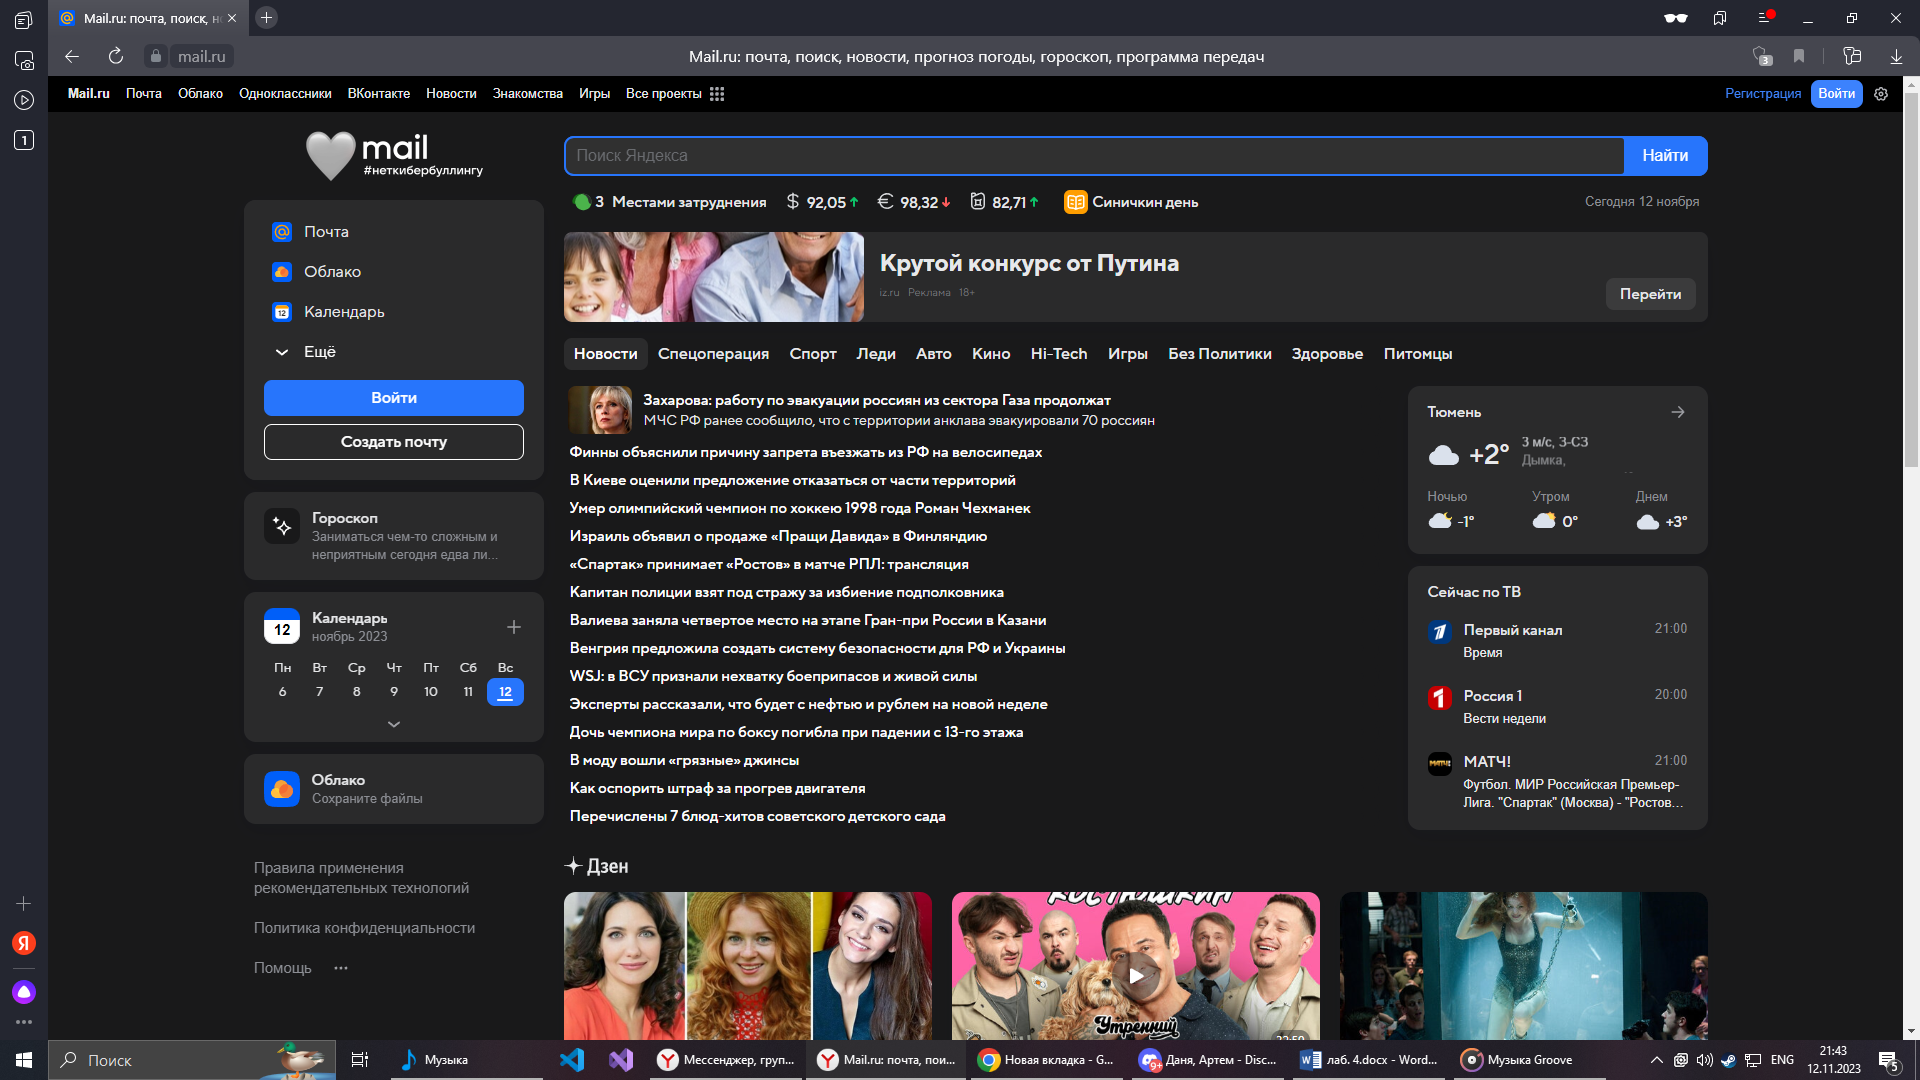 Mail.ru: почта, поиск, н
mail.ru
Mail.ru: почта, поиск, новости, прогноз погоды, гороскоп, программа передач
3
1
Mail.ru Почта Облако Одноклассники ВКонтакте Новости Знакомства Игры Все проекты
Регистрация Войти
mail
#неткибербуллингу
Поиск Яндекса
Найти
3 Местами затруднения $ 92,05 € 98,32 82,71 Синичкин день
Сегодня 12 ноября
Почта
Облако
12 Календарь
Ещё
Войти
Создать почту
Крутой конкурс от Путина
iz.ru Реклама 18+
Перейти
Новости Спецоперация Спорт Леди Авто Кино Hi-Tech Игры Без Политики Здоровье Питомцы
Захарова: работу по эвакуации россиян из сектора Газа продолжат
МЧС РФ ранее сообщило, что с территории анклава эвакуировали 70 россиян
Финны объяснили причину запрета въезжать из РФ на велосипедах
В Киеве оценили предложение отказаться от части территорий
Умер олимпийский чемпион по хоккею 1998 года Роман Чехманек
Израиль объявил о продаже «Пращи Давида» в Финляндию
«Спартак» принимает «Ростов» в матче РПЛ: трансляция
Капитан полиции взят под стражу за избиение подполковника
Валиева заняла четвертое место на этапе Гран-при России в Казани
Венгрия предложила создать систему безопасности для РФ и Украины
WSJ: в ВСУ признали нехватку боеприпасов и живой силы
Эксперты рассказали, что будет с нефтью и рублем на новой неделе
Дочь чемпиона мира по боксу погибла при падении с 13-го этажа
В моду вошли «грязные» джинсы
Как оспорить штраф за прогрев двигателя
Перечислены 7 блюд-хитов советского детского сада
Гороскоп
Заниматься чем-то сложным и
неприятным сегодня едва ли...
12
Календарь
ноябрь 2023
Пн Вт Ср Чт Пт Сб Вс
6 7 8 9 10 11 12
Облако
Сохраните файлы
Правила применения
рекомендательных технологий
Политика конфиденциальности
Помощь ...
Тюмень
+2°
3 м/с, З-СЗ
Дымка,
Ночью Утром Днем
-1° 0° +3°
Сейчас по ТВ
Первый канал 21:00
Время
Россия 1 20:00
Вести недели
МАТЧ! МАТЧ! 21:00
Футбол. МИР Российская Премьер-
Лига. "Спартак" (Москва) - "Ростов...
Дзен
КОСТЮШКИН
Утренний
Я
Поиск
Музыка
Мессенджер, груп...
Mail.ru: почта, пои...
Новая вкладка - G...
9+
Даня, Артем - Disc...
лаб. 4.docx - Word...
Музыка Groove
ENG
21:43
12.11.2023
5